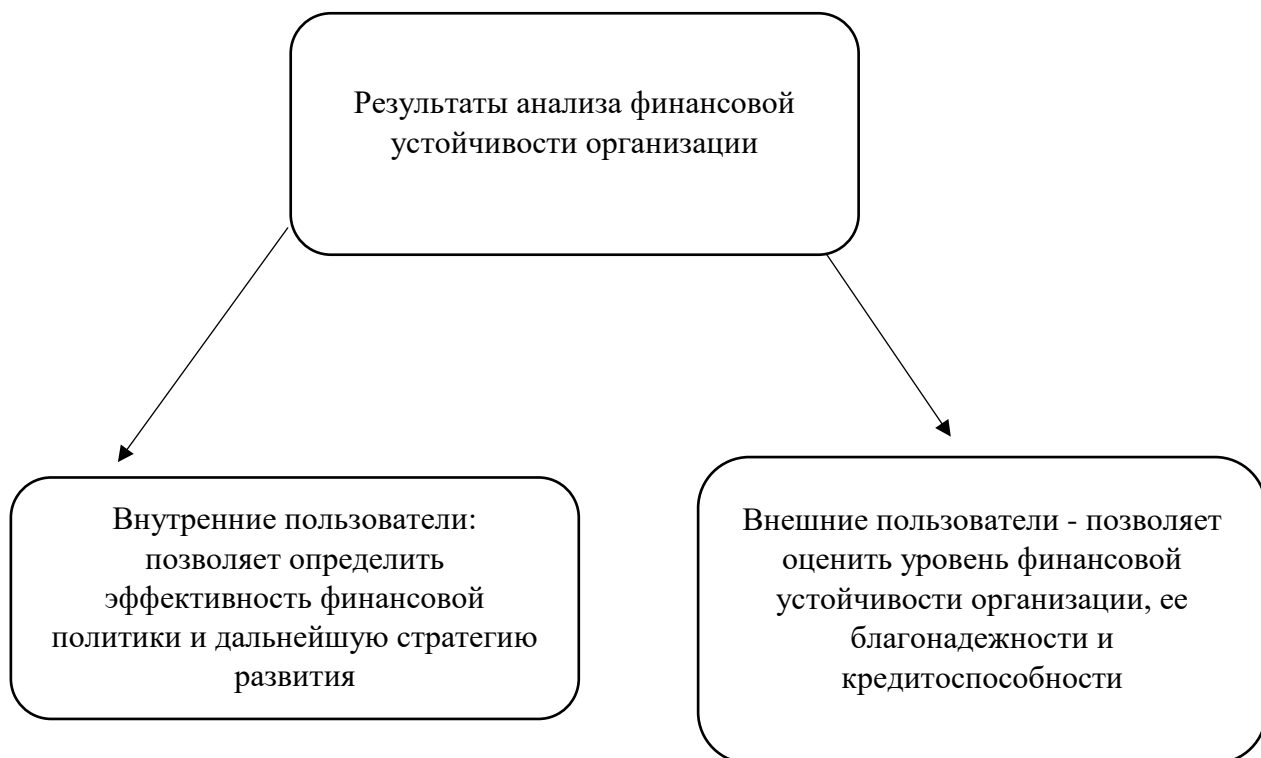 Результаты анализа финансовой
устойчивости организации
Внутренние пользователи:
позволяет определить
эффективность финансовой
политики и дальнейшую стратегию
развития
Внешние пользователи - позволяет
оценить уровень финансовой
устойчивости организации, ее
благонадежности и
кредитоспособности